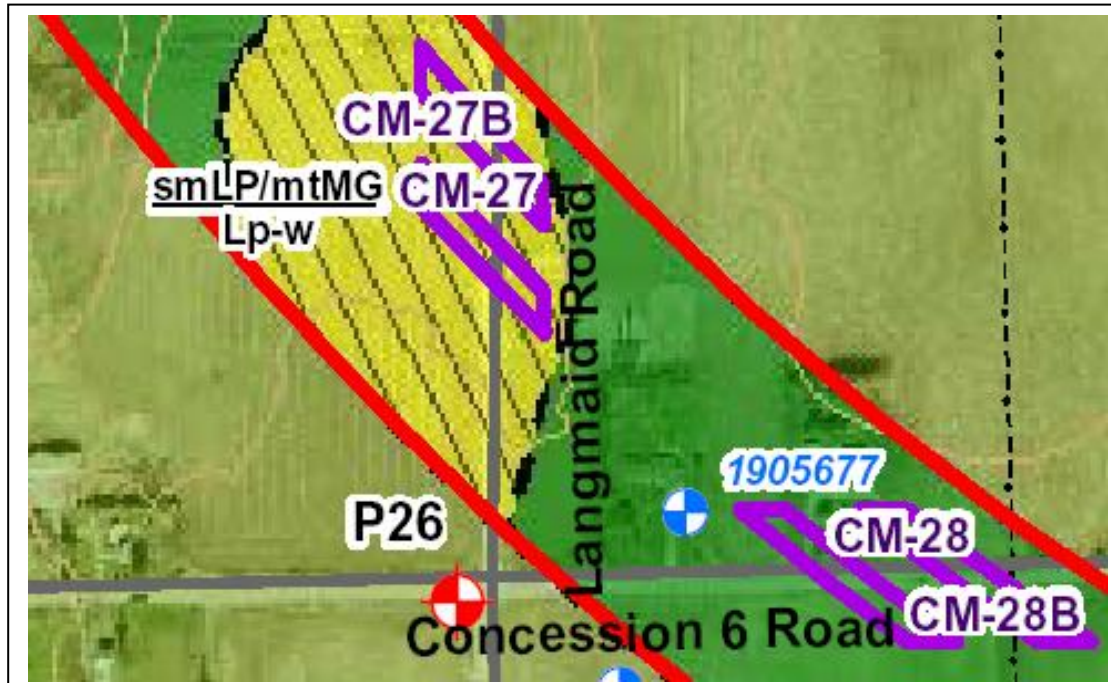 CM-27B
smLP/mtMG
Lp-w
CM-27
Langmaid Road
1905677
P26
CM-28
CM-28B
Concession 6 Road